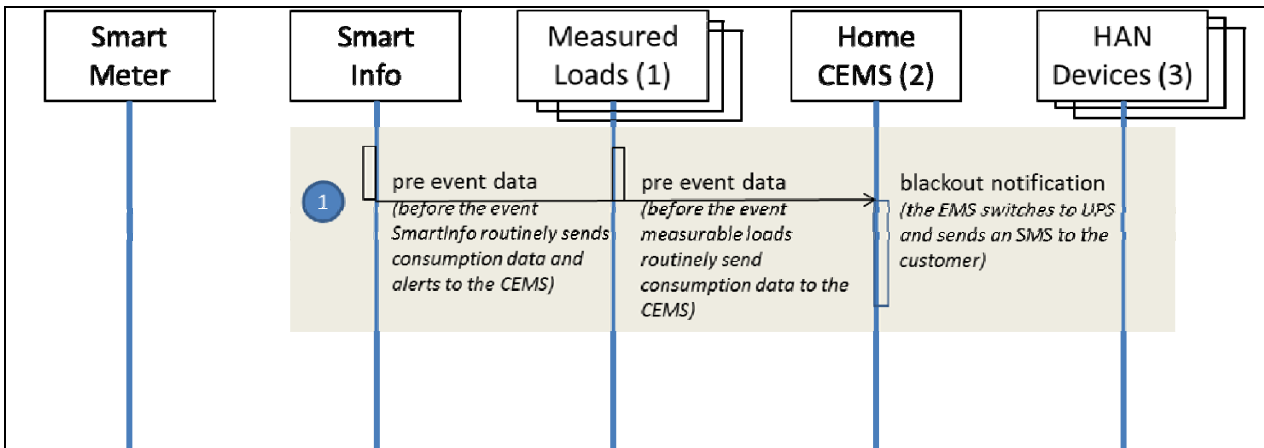 Smart
Meter
Smart
Info
Measured
Loads (1)
Home
CEMS (2)
HAN
Devices (3)
1
pre event data
(before the event
SmartInfo routinely sends
consumption data and
alerts to the CEMS)
pre event data
(before the event
measurable loads
routinely send
consumption data to the
CEMS)
blackout notification
(the EMS switches to UPS
and sends an SMS to the
customer)